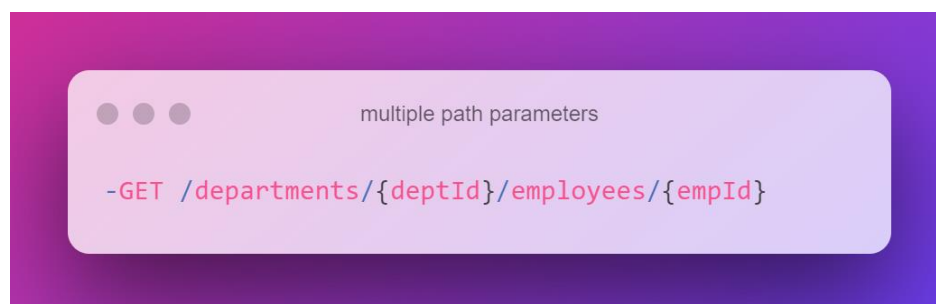 multiple path parameters
-GET /departments/{deptId}/employees/{empId}